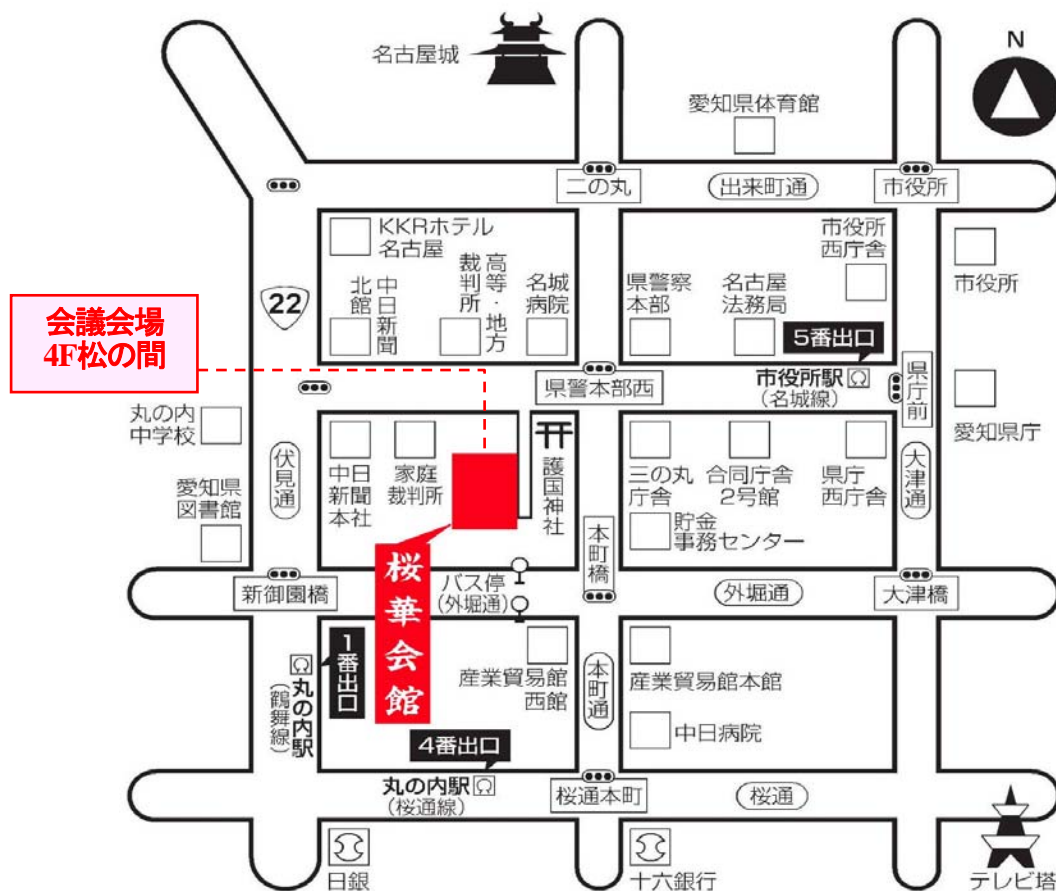 名古屋城
N
愛知県体育館
二の丸
出来町通
市役所
KKRホテル
名古屋
市役所
西庁舎
市役所
22
中日新聞
北館
高等・地方
裁判所
名城
病院
県警察
本部
名古屋
法務局
5番出口
会議会場
4F松の間
県警本部西
市役所駅
(名城線)
県庁前
愛知県庁
丸の内
中学校
伏見通
中日
新聞
本社
家庭
裁判所
護国神社
三の丸
庁舎
合同庁舎
2号館
県庁
西庁舎
大津通
愛知県
図書館
貯金
事務センター
本町橋
桜華会館
バス停
(外堀通)
新御園橋
外堀通
大津橋
1番出口
丸の内駅
(鶴舞線)
産業貿易館
西館
本町通
産業貿易館本館
中日病院
4番出口
丸の内駅
(桜通線)
桜通本町
桜通
日銀
十六銀行
テレビ塔